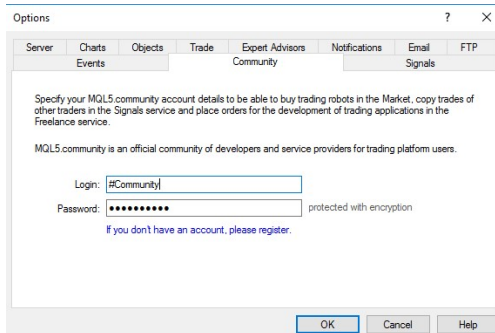 Options ? ×
Server Charts Objects Trade Expert Advisors Notifications Email FTP
Events Community Signals
Specify your MQL5.community account details to be able to buy trading robots in the Market, copy trades of
other traders in the Signals service and place orders for the development of trading applications in the
Freelance service.
MQL5.community is an official community of developers and service providers for trading platform users.
Login: #Community
Password: ●●●●●●●●●● protected with encryption
If you don't have an account, please register.
OK Cancel Help